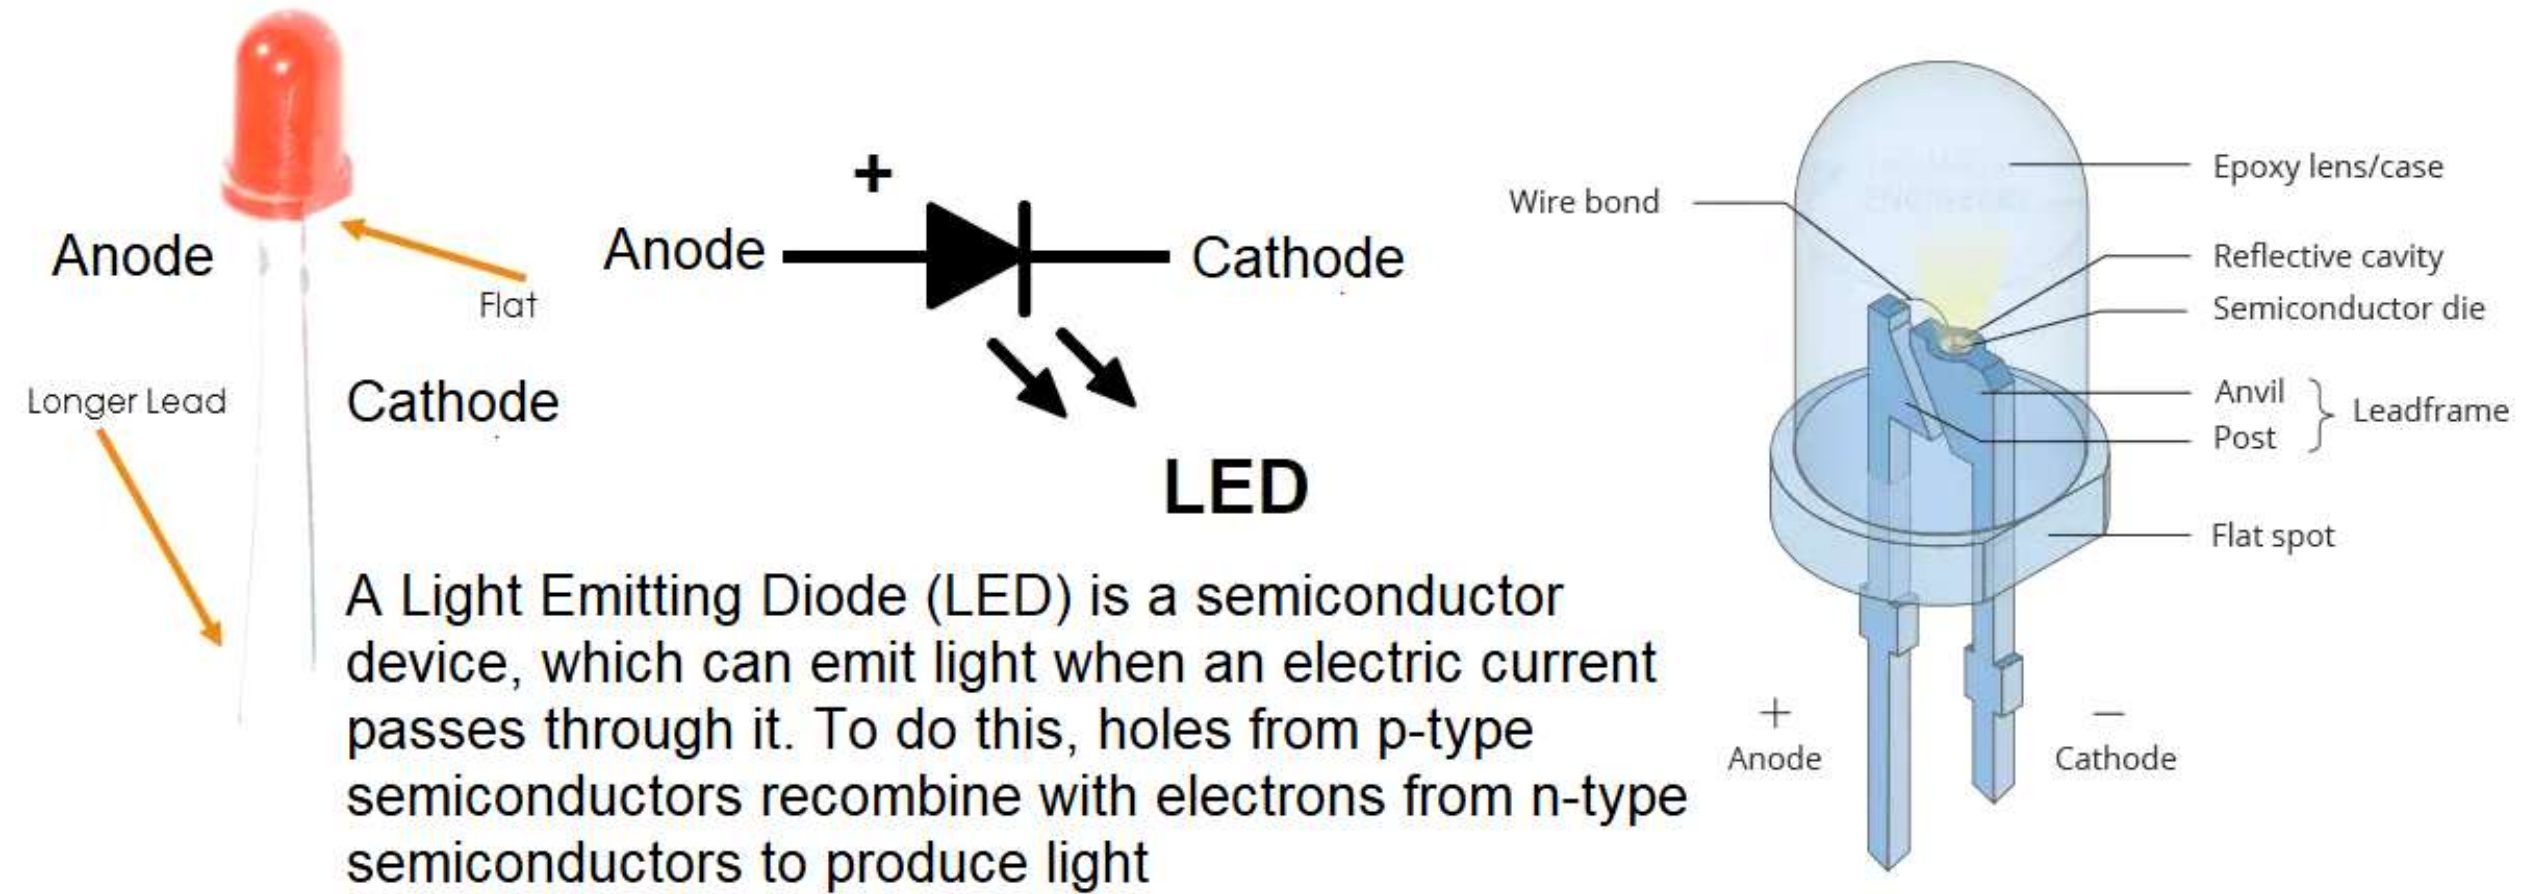 Anode
Flat
Longer Lead
Cathode
+
Anode
Cathode
LED
A Light Emitting Diode (LED) is a semiconductor
device, which can emit light when an electric current
passes through it. To do this, holes from p-type
semiconductors recombine with electrons from n-type
semiconductors to produce light
Wire bond
Epoxy lens/case
Reflective cavity
Semiconductor die
Anvil
Post
Leadframe
Flat spot
+
Anode
−
Cathode